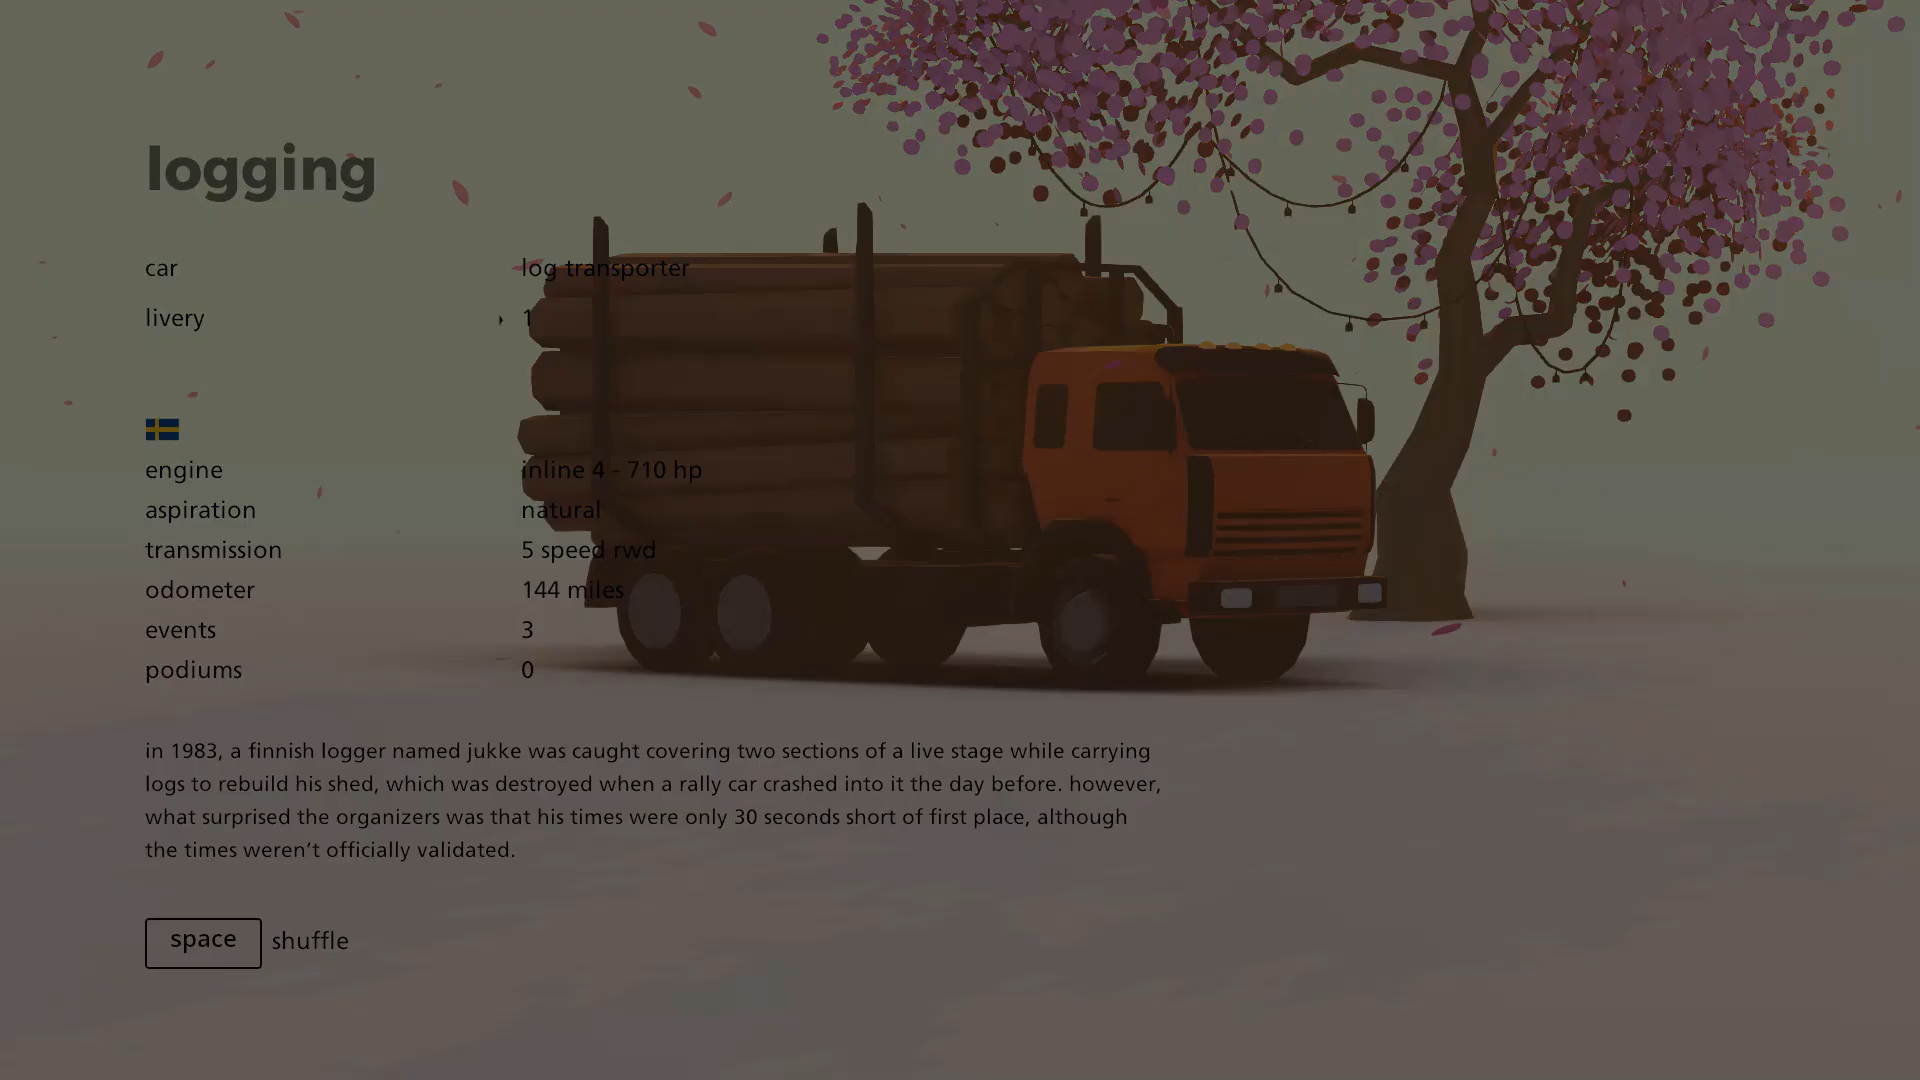 logging
car log transporter
livery 1
engine inline 4 - 710 hp
aspiration natural
transmission 5 speed rwd
odometer 144 miles
events 3
podiums 0
in 1983, a finnish logger named jukke was caught covering two sections of a live stage while carrying
logs to rebuild his shed, which was destroyed when a rally car crashed into it the day before. however,
what surprised the organizers was that his times were only 30 seconds short of first place, although
the times weren't officially validated.
space shuffle